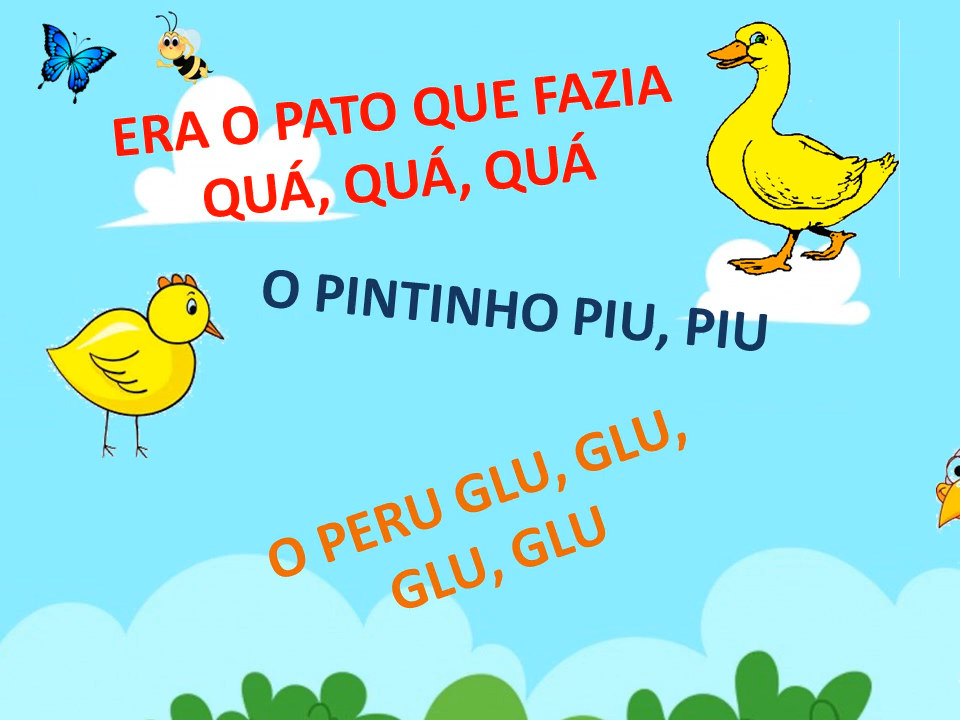 ERA O PATO QUE FAZIA
QUÁ, QUÁ, QUÁ
O PINTINHO PIU, PIU
O PERU GLU, GLU,
GLU, GLU